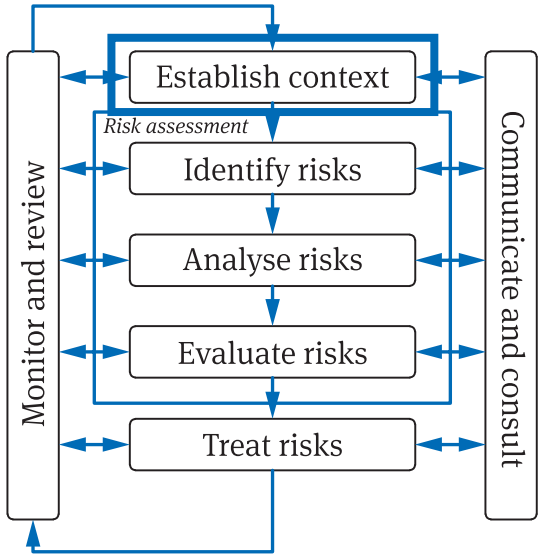 Establish context
Risk assessment
Identify risks
Analyse risks
Evaluate risks
Treat risks
Monitor and review
Communicate and consult